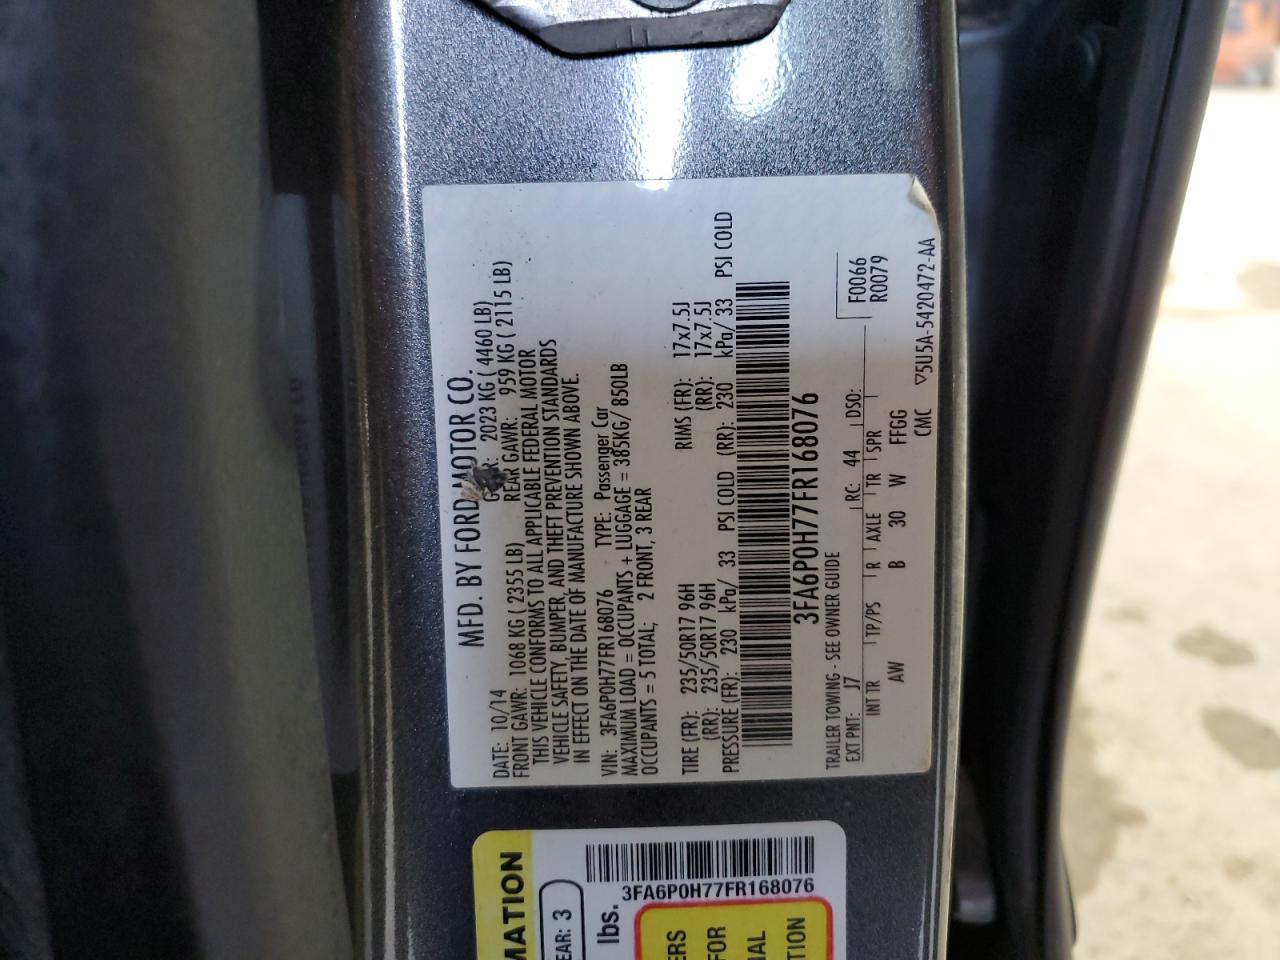 MFD. BY FORD MOTOR CO.
DATE: 10/14 2023 KG ( 4460 LB)
FRONT GAWR: 1068 KG ( 2355 LB) REAR GAWR: 959 KG ( 2115 LB)
THIS VEHICLE CONFORMS TO ALL APPLICABLE FEDERAL MOTOR
VEHICLE SAFETY, BUMPER, AND THEFT PREVENTION STANDARDS
IN EFFECT ON THE DATE OF MANUFACTURE SHOWN ABOVE.
VIN: 3FA6P0H77FR168076 TYPE: Passenger Car
MAXIMUM LOAD = OCCUPANTS + LUGGAGE = 385KG/ 850LB
OCCUPANTS = 5 TOTAL; 2 FRONT, 3 REAR
TIRE (FR): 235/50R17 96H RIMS (FR): 17x7.5J
(RR): 235/50R17 96H (RR): 17x7.5J
PRESSURE (FR): 230 kPa/ 33 PSI COLD (RR): 230 kPa/ 33 PSI COLD
3FA6P0H77FR168076
TRAILER TOWING - SEE OWNER GUIDE
EXT PNT: J7 RC: 44 DSO: F0066
R0079
INT TR TP/PS R AXLE TR SPR
AW B 30 W FFGG
CMC ▽5U5A-5420472-AA
MATION
EAR: 3
3FA6P0H77FR168076
lbs.
ERS
FOR
IAL
TION